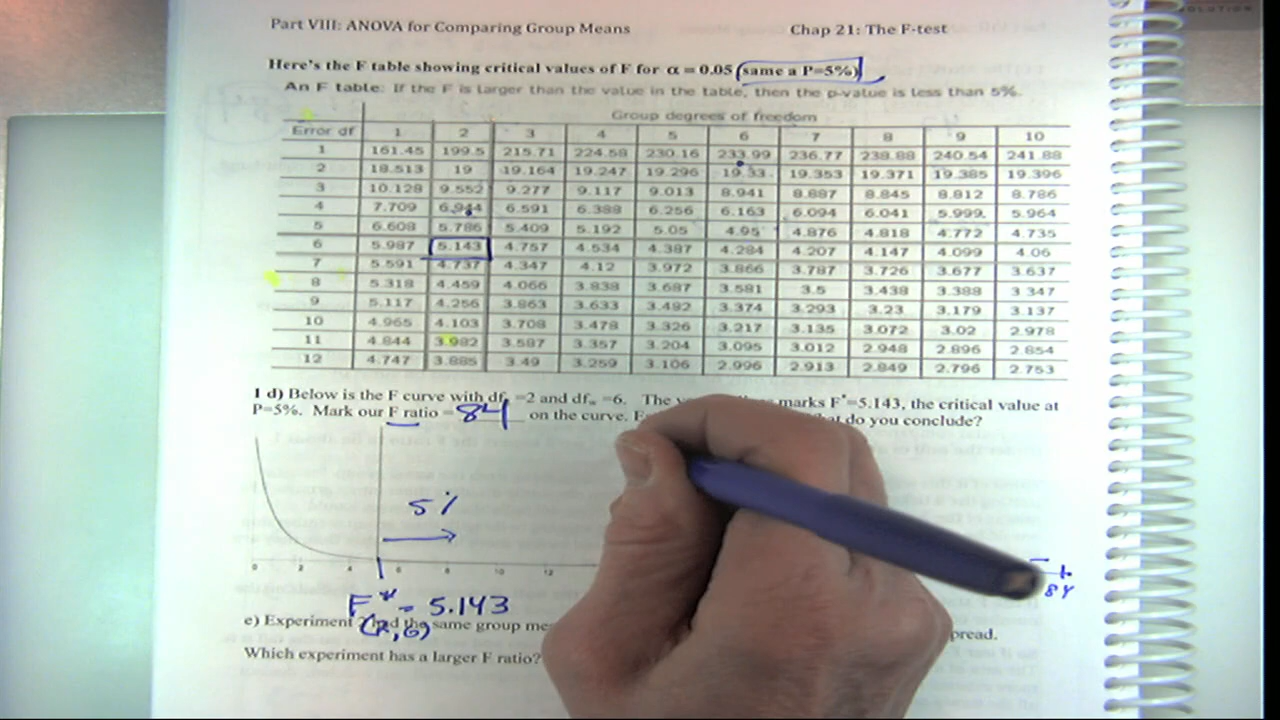 Part VIII: ANOVA for Comparing Group Means Chap 21: The F-test
Here's the F table showing critical values of F for α = 0.05 (same a P=5%)
An F table: If the F is larger than the value in the table, then the p-value is less than 5%.
Group degrees of freedom
Error df 1 2 3 4 5 6 7 8 9 10
1 161.45 199.5 215.71 224.58 230.16 233.99 236.77 238.88 240.54 241.88
2 18.513 19 19.164 19.247 19.296 19.33 19.353 19.371 19.385 19.396
3 10.128 9.552 9.277 9.117 9.013 8.941 8.887 8.845 8.812 8.786
4 7.709 6.944 6.591 6.388 6.256 6.163 6.094 6.041 5.999 5.964
5 6.608 5.786 5.409 5.192 5.05 4.95 4.876 4.818 4.772 4.735
6 5.987 5.143 4.757 4.534 4.387 4.284 4.207 4.147 4.099 4.06
7 5.591 4.737 4.347 4.12 3.972 3.866 3.787 3.726 3.677 3.637
8 5.318 4.459 4.066 3.838 3.687 3.581 3.5 3.438 3.388 3.347
9 5.117 4.256 3.863 3.633 3.482 3.374 3.293 3.23 3.179 3.137
10 4.965 4.103 3.708 3.478 3.326 3.217 3.135 3.072 3.02 2.978
11 4.844 3.982 3.587 3.357 3.204 3.095 3.012 2.948 2.896 2.854
12 4.747 3.885 3.49 3.259 3.106 2.996 2.913 2.849 2.796 2.753
1 d) Below is the F curve with df =2 and df =6. The marks F*=5.143, the critical value at
P=5%. Mark our F ratio = 84 on the curve. do you conclude?
5%
0 2 4 6 8 10 12
84
F* = 5.143
(2,6)
e) Experiment had the same group me pread.
Which experiment has a larger F ratio?